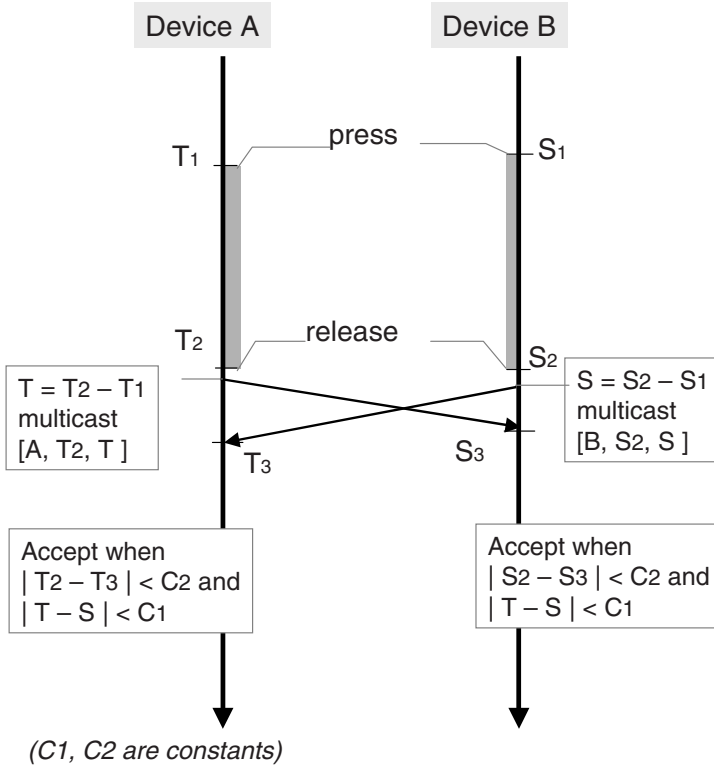 Device A
Device B
press
T1
S1
release
T2
S2
T = T2 – T1
multicast
[A, T2, T ]
S = S2 – S1
multicast
[B, S2, S ]
T3
S3
Accept when
| T2 – T3 | < C2 and
| T – S | < C1
Accept when
| S2 – S3 | < C2 and
| T – S | < C1
(C1, C2 are constants)